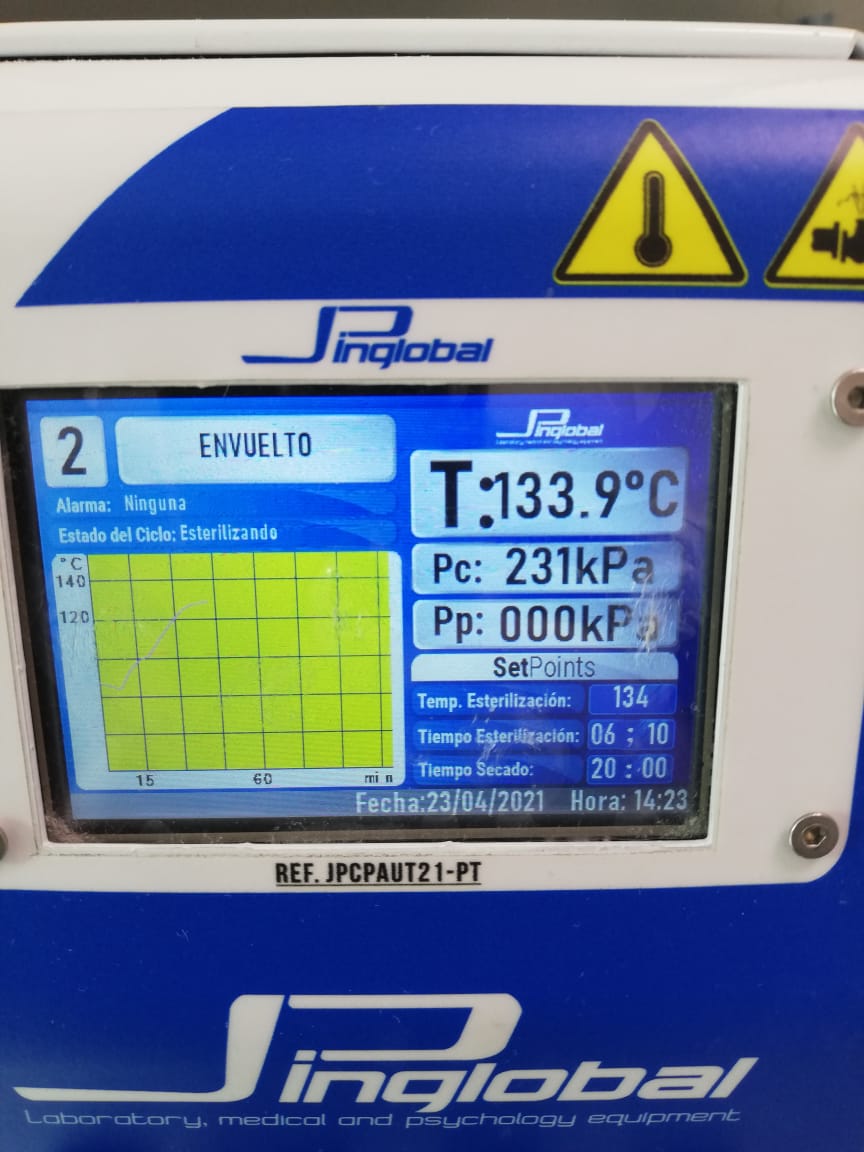 JPinglobal
2
ENVUELTO
JPinglobal
Alarma: Ninguna
Estado del Ciclo: Esterilizando
T:133.9°C
Pc: 231kPa
Pp: 000kPa
SetPoints
Temp. Esterilización: 134
Tiempo Esterilización: 06 : 10
Tiempo Secado: 20 : 00
°C
140
120
15 60 min
Fecha:23/04/2021 Hora: 14:23
REF. JPCPAUT21-PT
JPinglobal
Laboratory, medical and psychology equipment